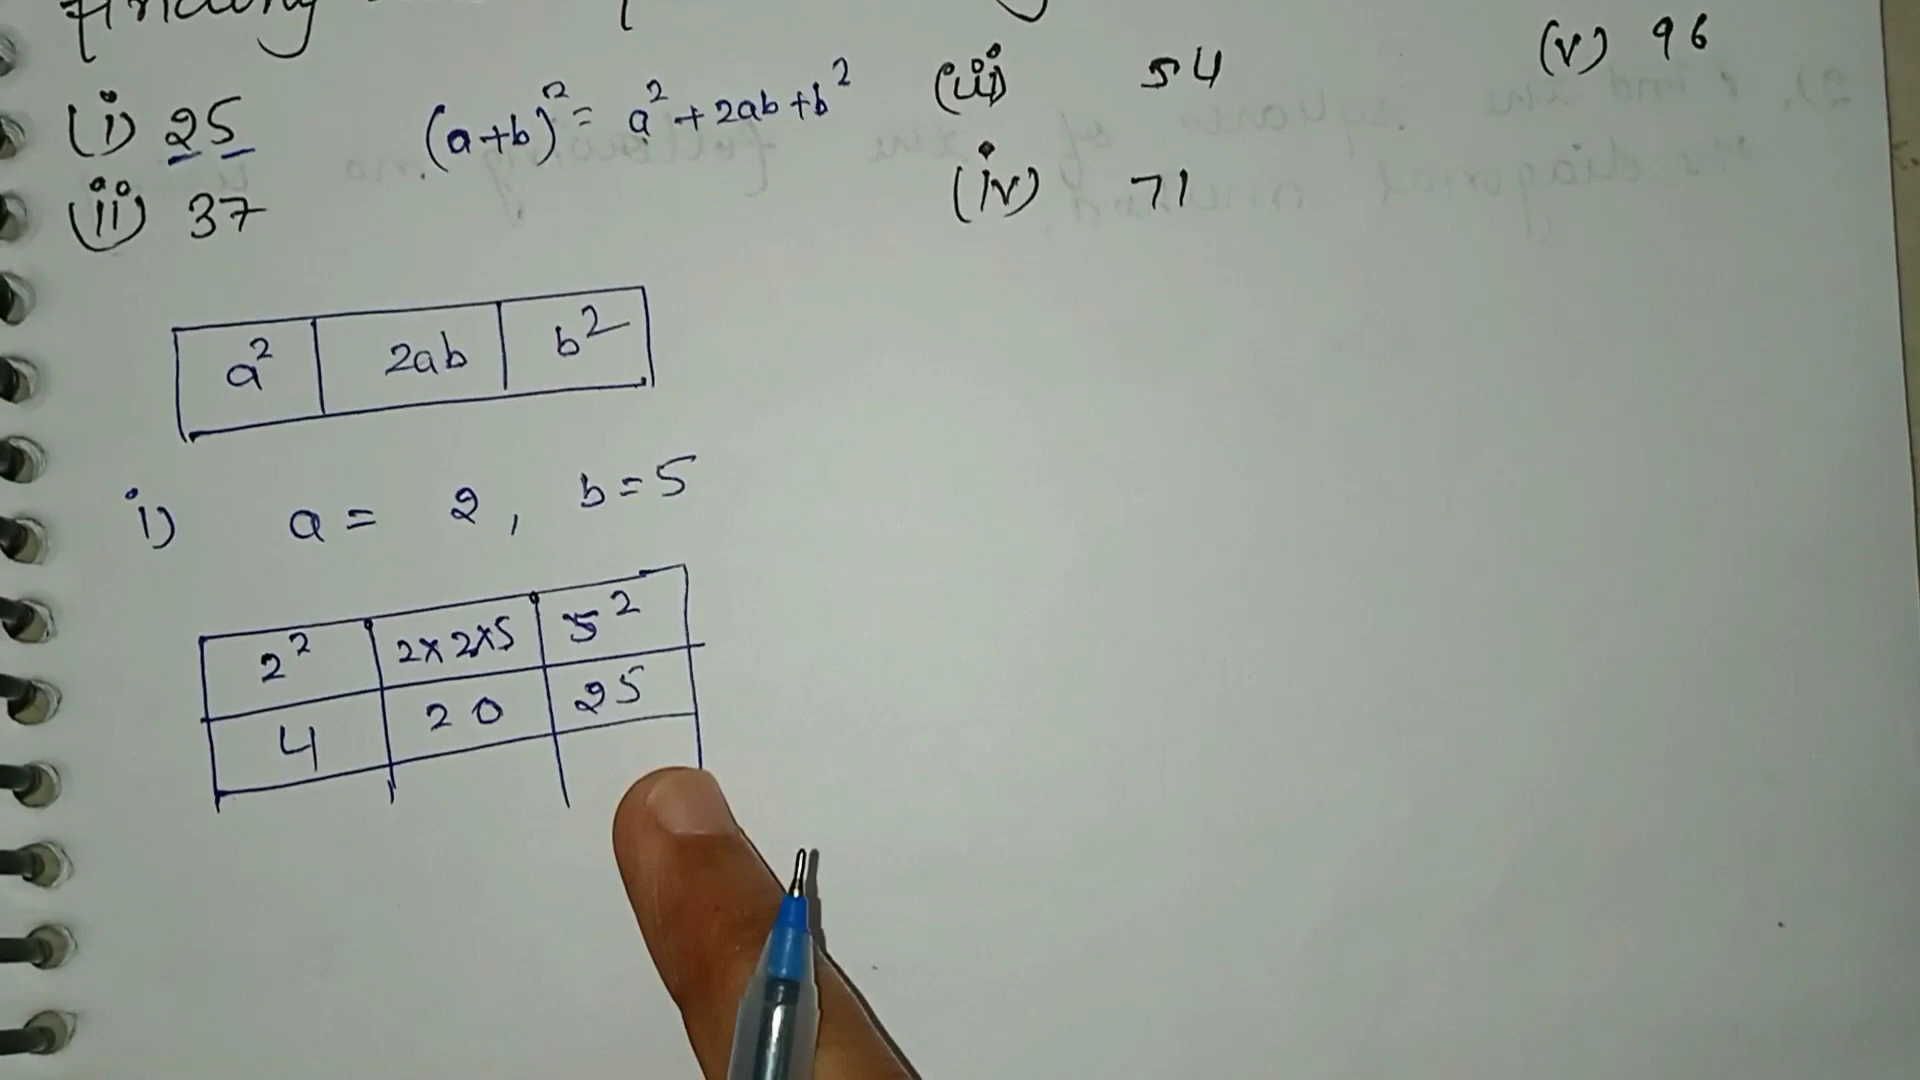 finding
(i) 25 (a+b)² = a² + 2ab + b² (iii) 54 (v) 96
(ii) 37 (iv) 71
a² 2ab b²
i) a = 2, b = 5
2² 2×2×5 5²
4 20 25